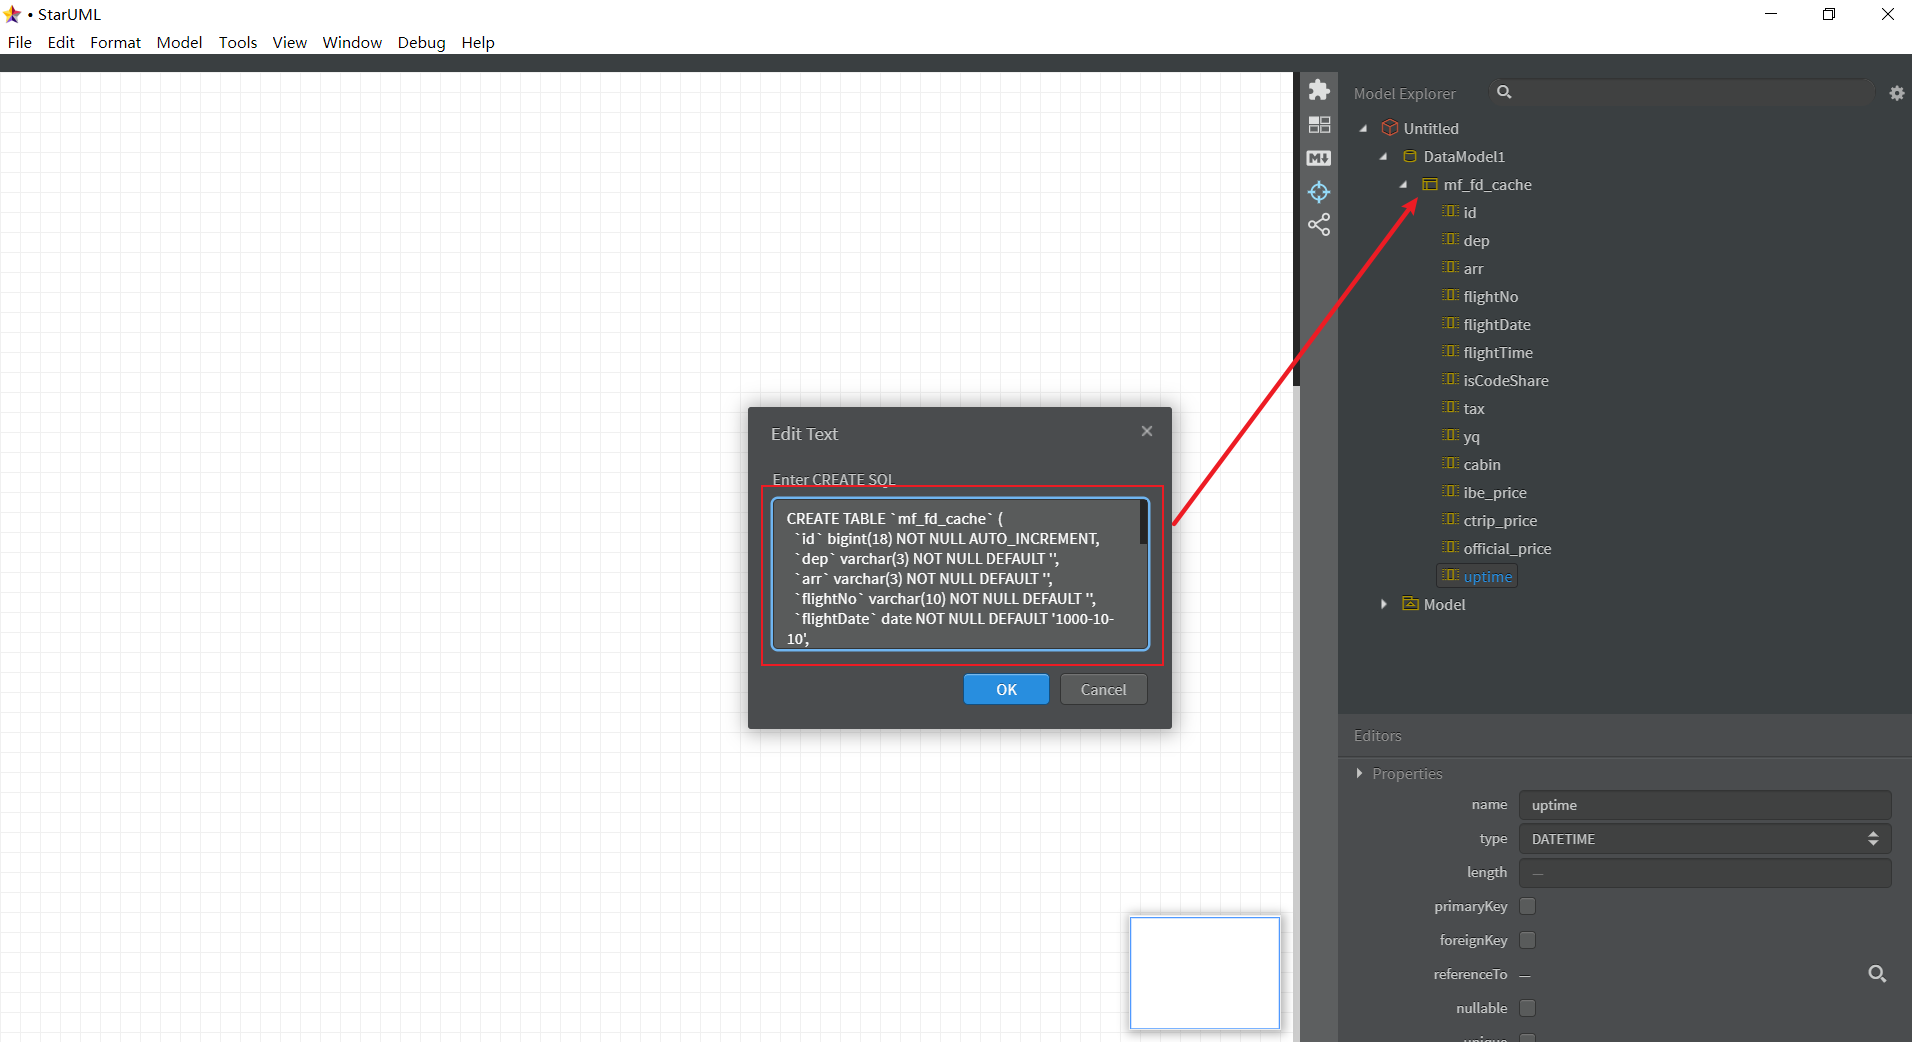 • StarUML
File Edit Format Model Tools View Window Debug Help
Model Explorer
Untitled
DataModel1
mf_fd_cache
id
dep
arr
flightNo
flightDate
flightTime
isCodeShare
tax
yq
cabin
ibe_price
ctrip_price
official_price
uptime
Model
M
Edit Text
×
Enter CREATE SQL
CREATE TABLE `mf_fd_cache` (
`id` bigint(18) NOT NULL AUTO_INCREMENT,
`dep` varchar(3) NOT NULL DEFAULT '',
`arr` varchar(3) NOT NULL DEFAULT '',
`flightNo` varchar(10) NOT NULL DEFAULT '',
`flightDate` date NOT NULL DEFAULT '1000-10-
10',
OK Cancel
Editors
Properties
name uptime
type DATETIME
length —
primaryKey
foreignKey
referenceTo —
nullable
unique